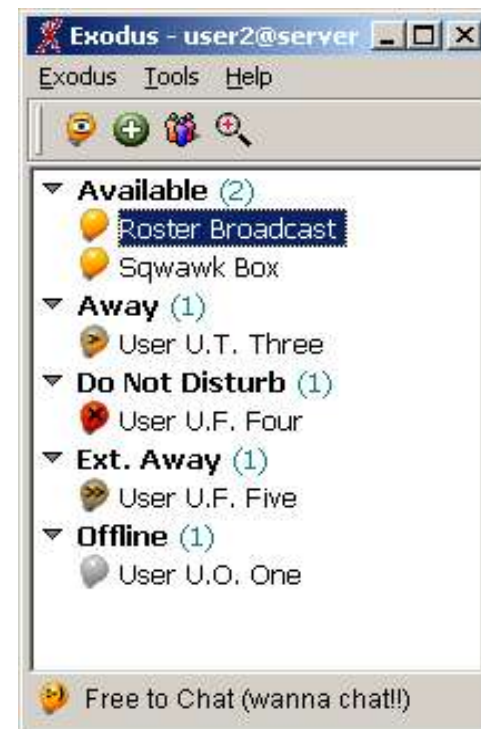 Exodus - user2@server
Exodus Tools Help
Available (2)
Roster Broadcast
Sqwawk Box
Away (1)
User U.T. Three
Do Not Disturb (1)
User U.F. Four
Ext. Away (1)
User U.F. Five
Offline (1)
User U.O. One
Free to Chat (wanna chat!!)